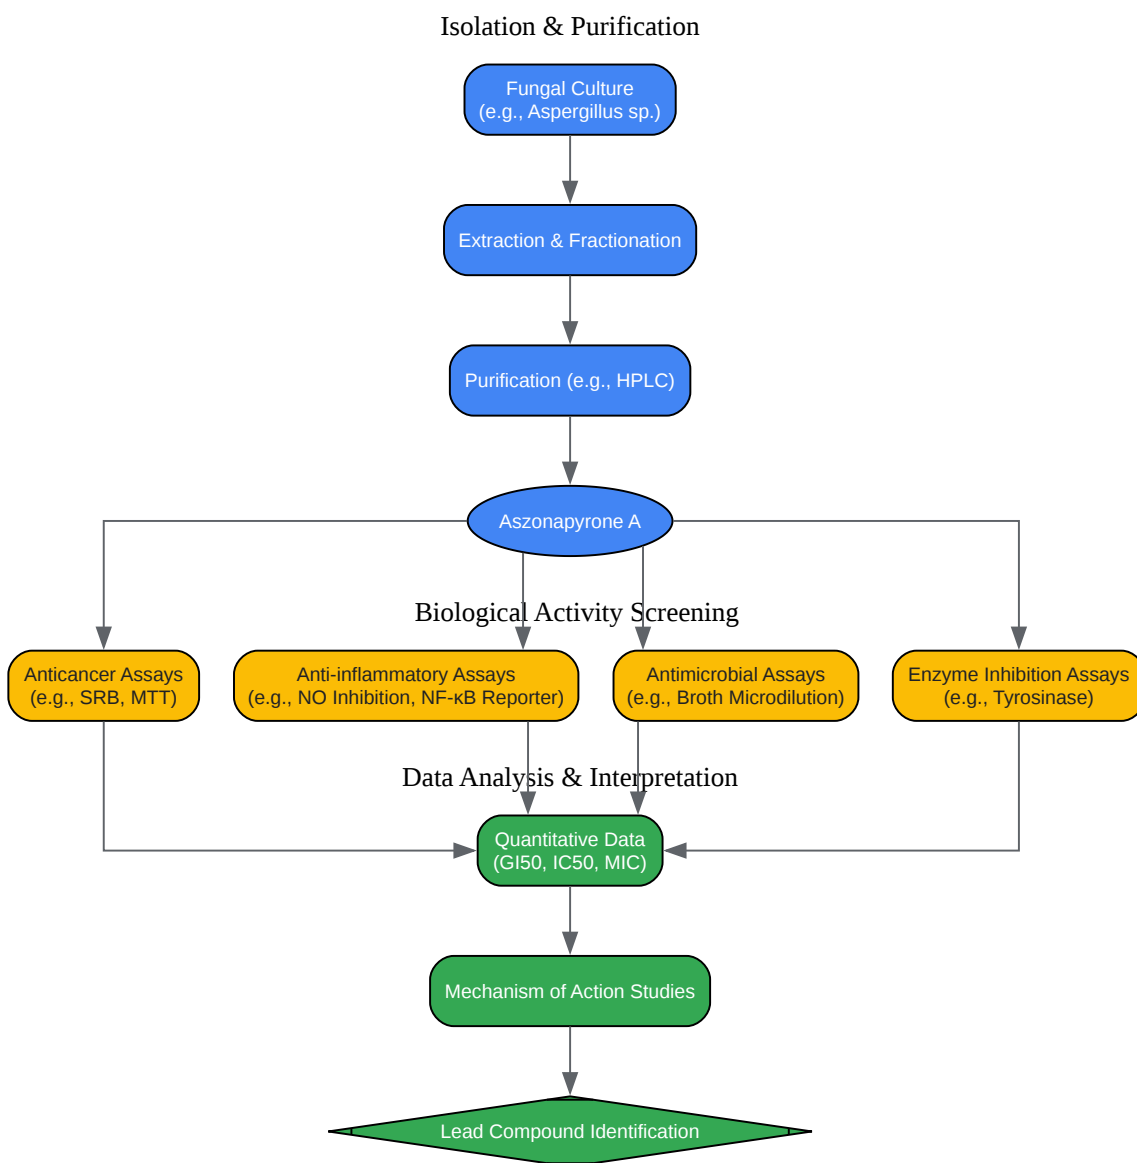 Isolation & Purification
Fungal Culture
(e.g., Aspergillus sp.)
Extraction & Fractionation
Purification (e.g., HPLC)
Aszonapyrone A
Biological Activity Screening
Anticancer Assays
(e.g., SRB, MTT)
Anti-inflammatory Assays
(e.g., NO Inhibition, NF-κB Reporter)
Antimicrobial Assays
(e.g., Broth Microdilution)
Enzyme Inhibition Assays
(e.g., Tyrosinase)
Data Analysis & Interpretation
Quantitative Data
(GI50, IC50, MIC)
Mechanism of Action Studies
Lead Compound Identification